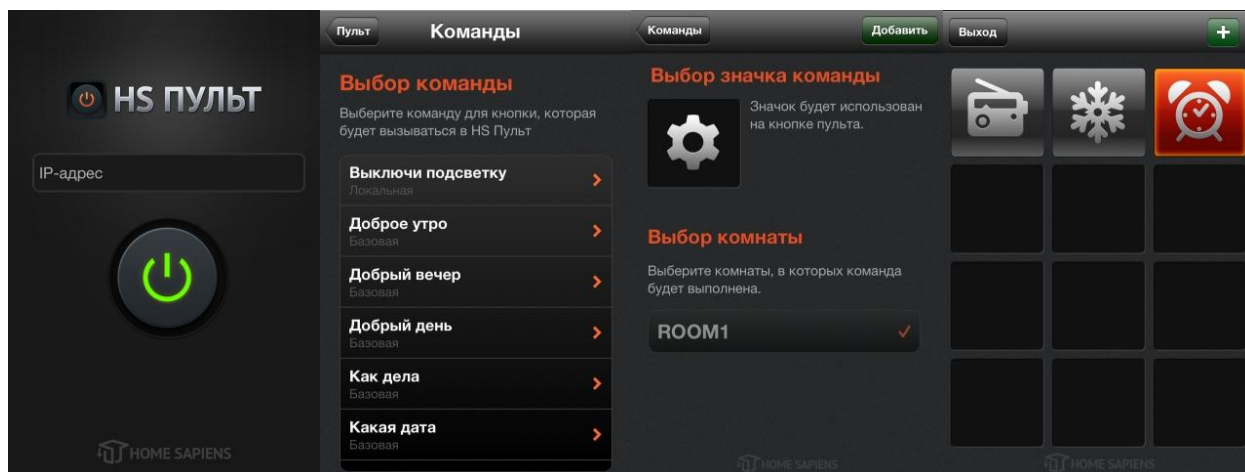 HS ПУЛЬТ
IP-адрес
HOME SAPIENS
Пульт
Команды
Выбор команды
Выберите команду для кнопки, которая
будет вызываться в HS Пульт
Выключи подсветку
Локальная
Доброе утро
Базовая
Добрый вечер
Базовая
Добрый день
Базовая
Как дела
Базовая
Какая дата
Базовая
Команды
Добавить
Выбор значка команды
Значок будет использован
на кнопке пульта.
Выбор комнаты
Выберите комнаты, в которых команда
будет выполнена.
ROOM1
HOME SAPIENS
Выход
HOME SAPIENS